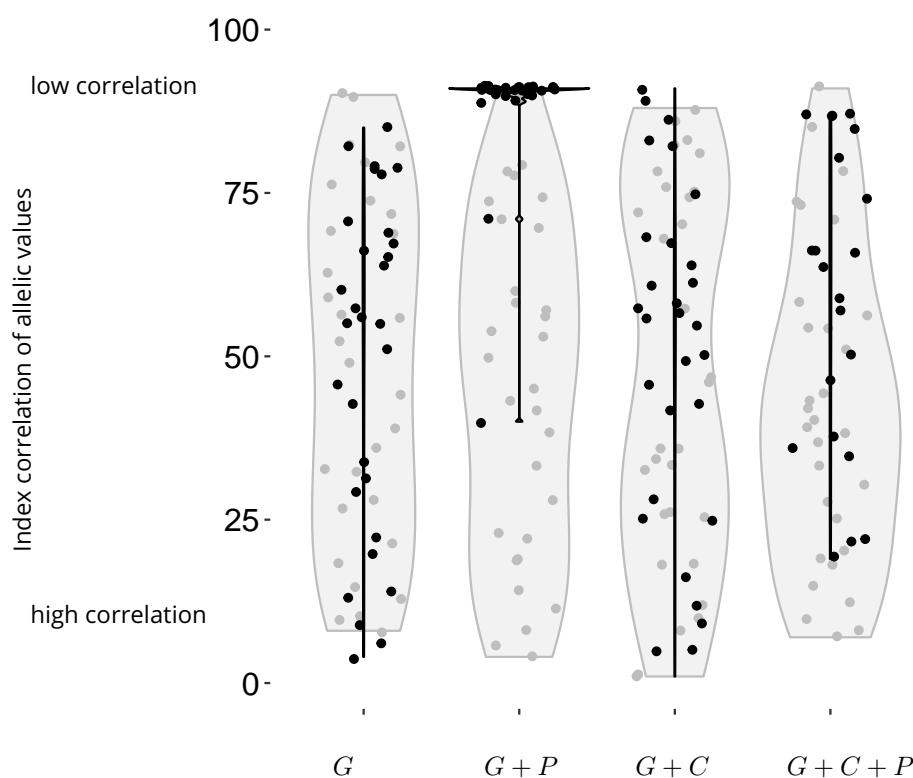 100
low correlation
75
Index correlation of allelic values
50
25
high correlation
0
G
G + P
G + C
G + C + P